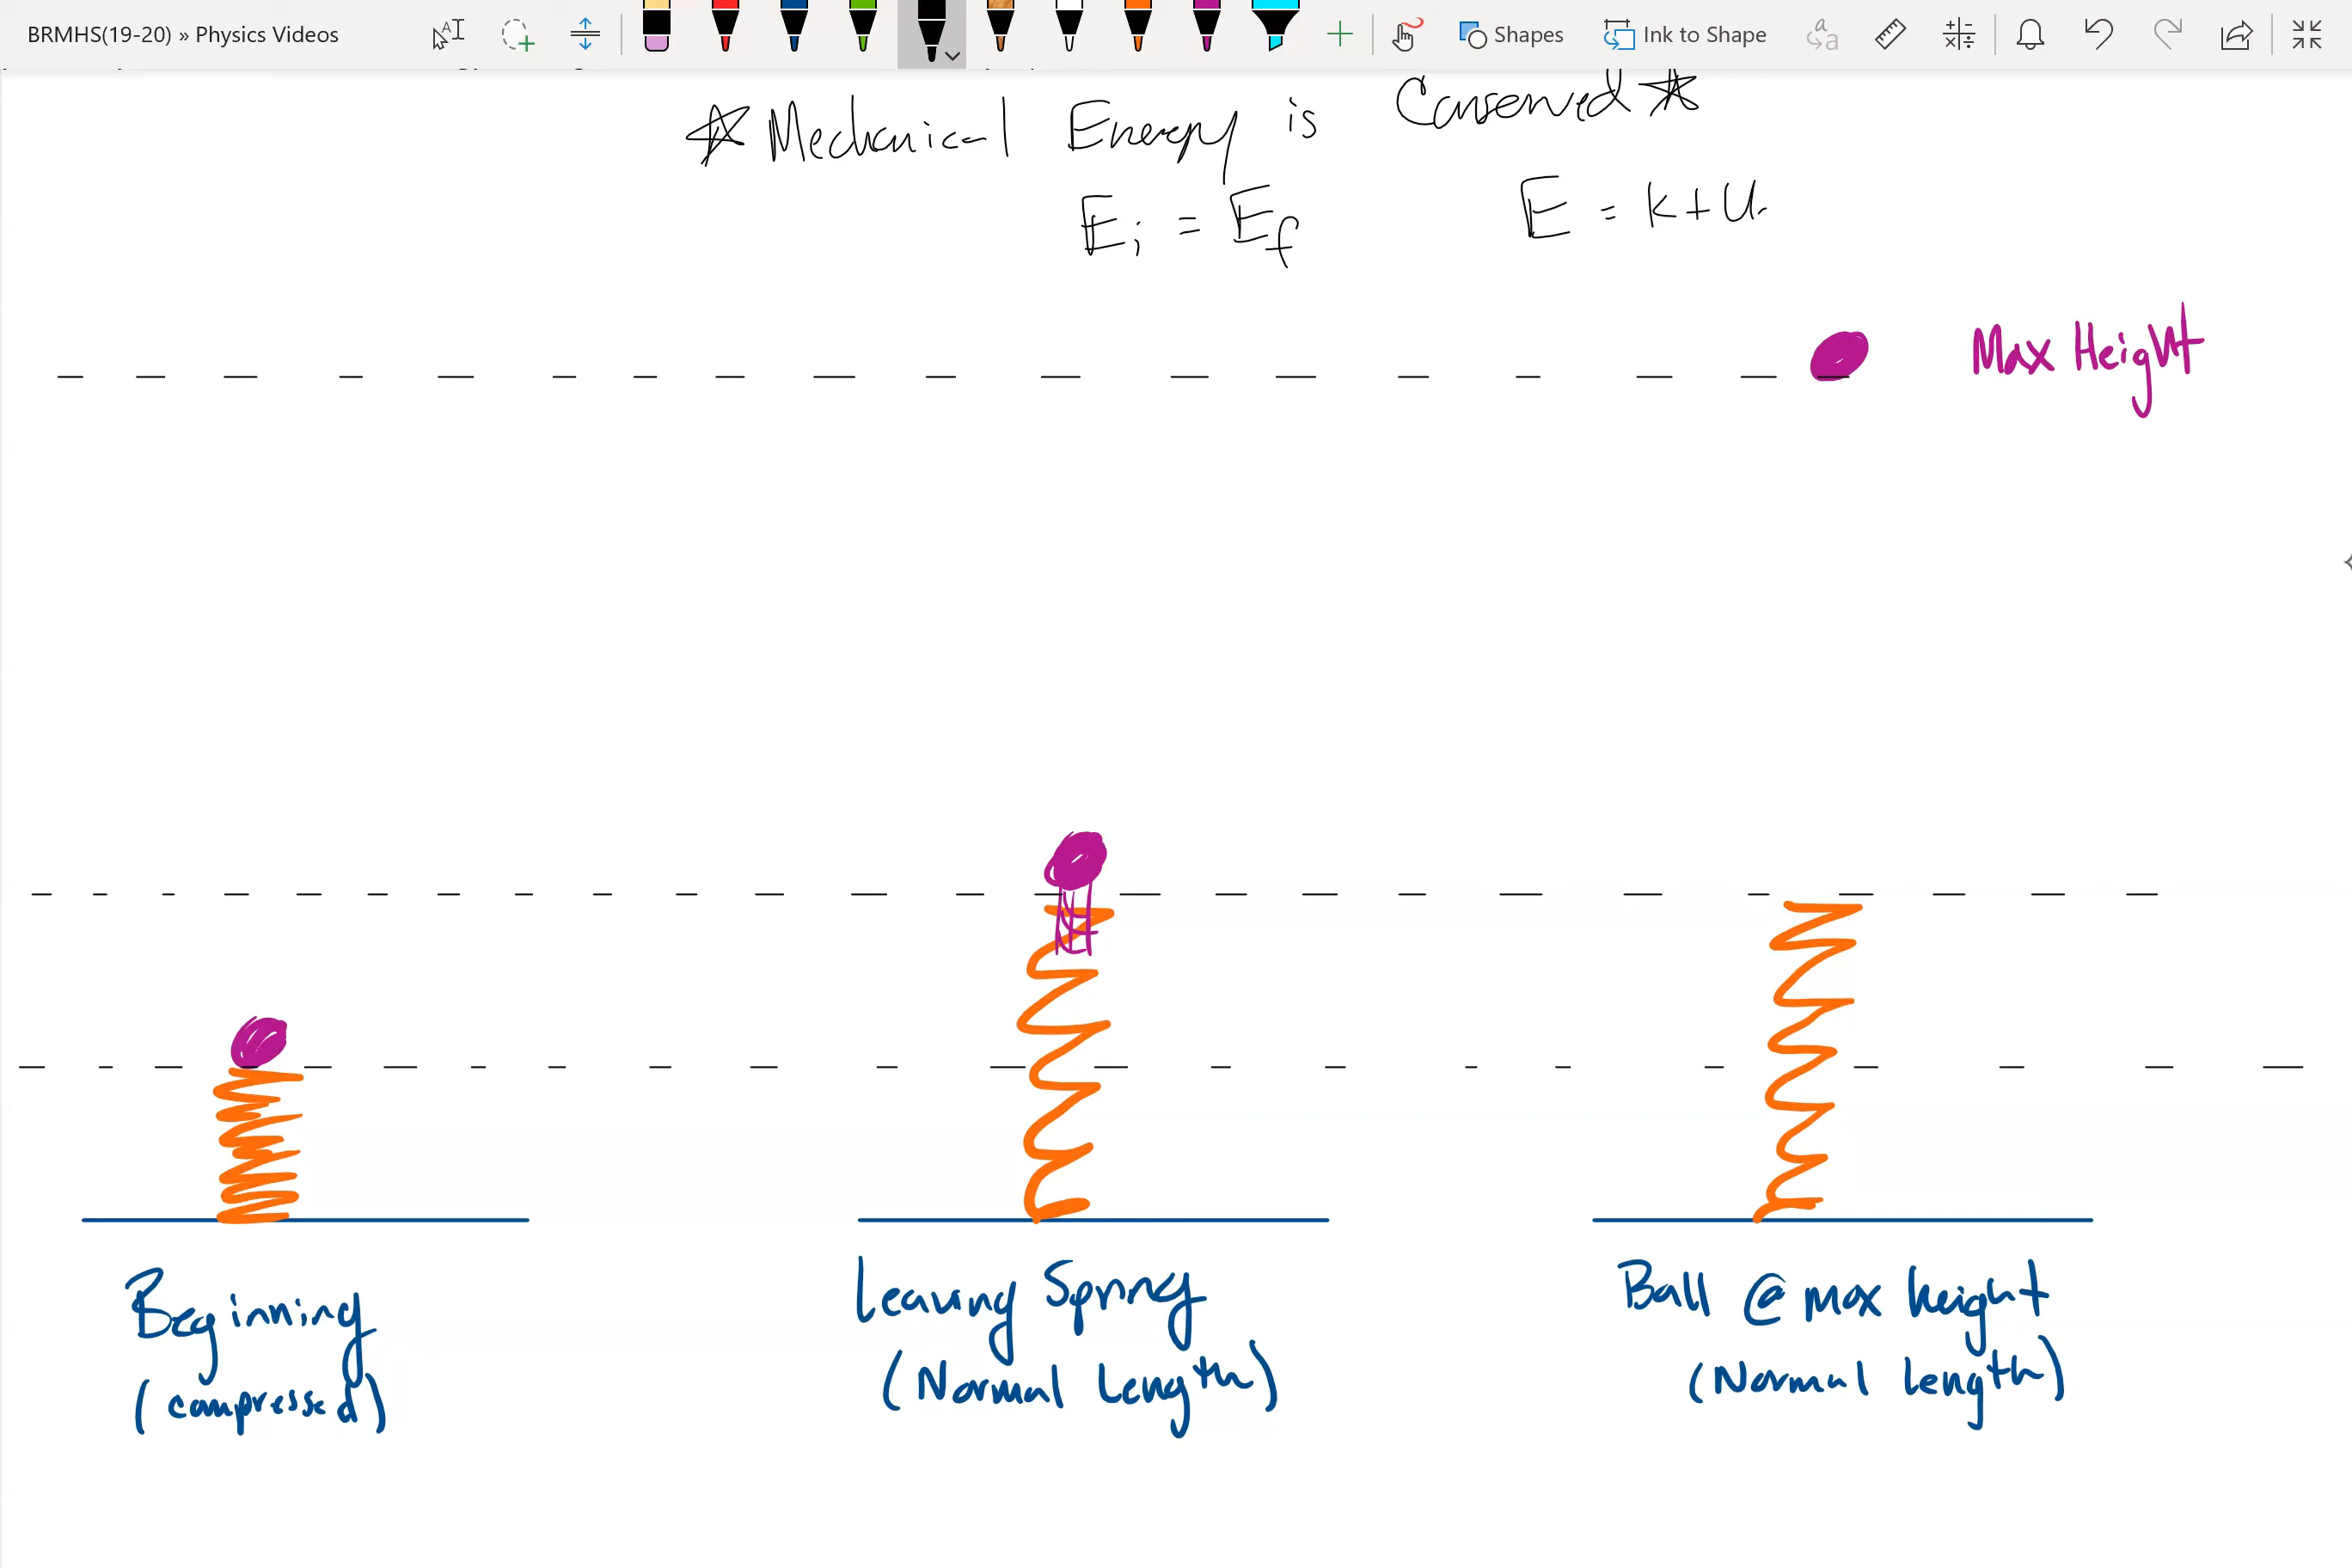 BRMHS(19-20) » Physics Videos
Shapes
Ink to Shape
☆ Mechanical Energy is Conserved ☆
Ei = Ef
E = K + U
Max Height
Beginning
(compressed)
Leaving Spring
(Normal Length)
Ball @ max height
(Normal Length)